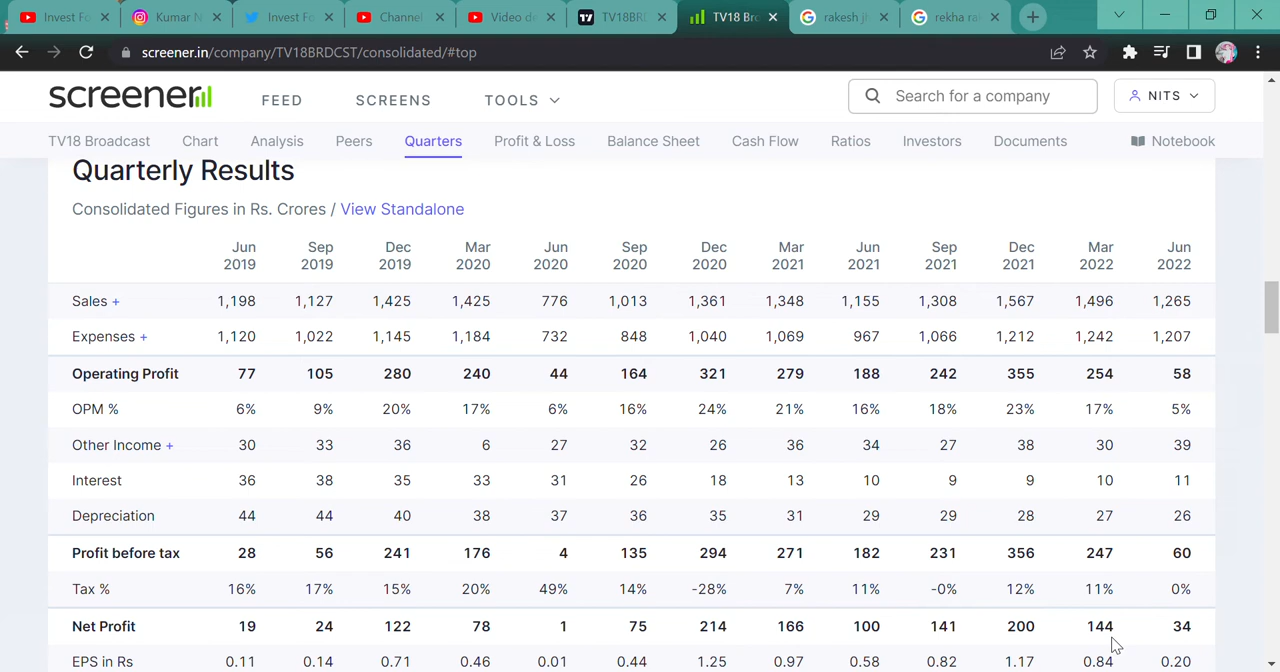 Invest Fo
Kumar N
Invest Fo
Channel
Video de
TV18BRD
TV18 Bro
rakesh jh
rekha ra
screener.in/company/TV18BRDCST/consolidated/#top
screener
FEED
SCREENS
TOOLS
Search for a company
NITS
TV18 Broadcast Chart Analysis Peers Quarters Profit & Loss Balance Sheet Cash Flow Ratios Investors Documents Notebook
Quarterly Results
Consolidated Figures in Rs. Crores / View Standalone
Jun 2019 Sep 2019 Dec 2019 Mar 2020 Jun 2020 Sep 2020 Dec 2020 Mar 2021 Jun 2021 Sep 2021 Dec 2021 Mar 2022 Jun 2022
Sales + 1,198 1,127 1,425 1,425 776 1,013 1,361 1,348 1,155 1,308 1,567 1,496 1,265
Expenses + 1,120 1,022 1,145 1,184 732 848 1,040 1,069 967 1,066 1,212 1,242 1,207
Operating Profit 77 105 280 240 44 164 321 279 188 242 355 254 58
OPM % 6% 9% 20% 17% 6% 16% 24% 21% 16% 18% 23% 17% 5%
Other Income + 30 33 36 6 27 32 26 36 34 27 38 30 39
Interest 36 38 35 33 31 26 18 13 10 9 9 10 11
Depreciation 44 44 40 38 37 36 35 31 29 29 28 27 26
Profit before tax 28 56 241 176 4 135 294 271 182 231 356 247 60
Tax % 16% 17% 15% 20% 49% 14% -28% 7% 11% -0% 12% 11% 0%
Net Profit 19 24 122 78 1 75 214 166 100 141 200 144 34
EPS in Rs 0.11 0.14 0.71 0.46 0.01 0.44 1.25 0.97 0.58 0.82 1.17 0.84 0.20